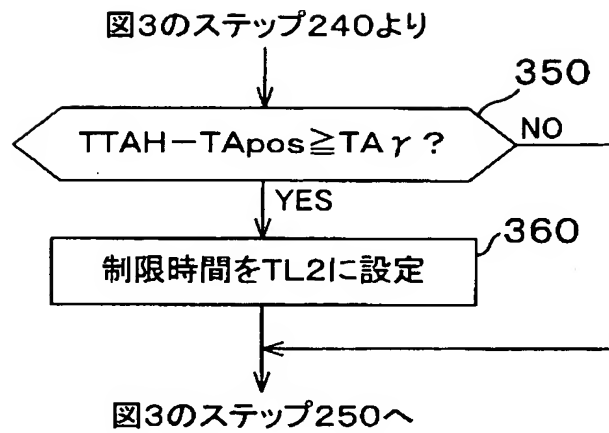 図3のステップ240より
350
TTAH－TApos≧TAγ？
NO
YES
360
制限時間をTL2に設定
図3のステップ250へ